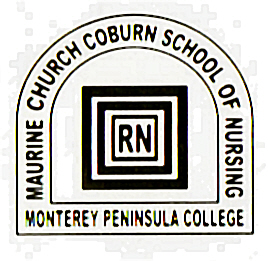 MAURINE CHURCH COBURN SCHOOL OF NURSING
RN
MONTEREY PENINSULA COLLEGE